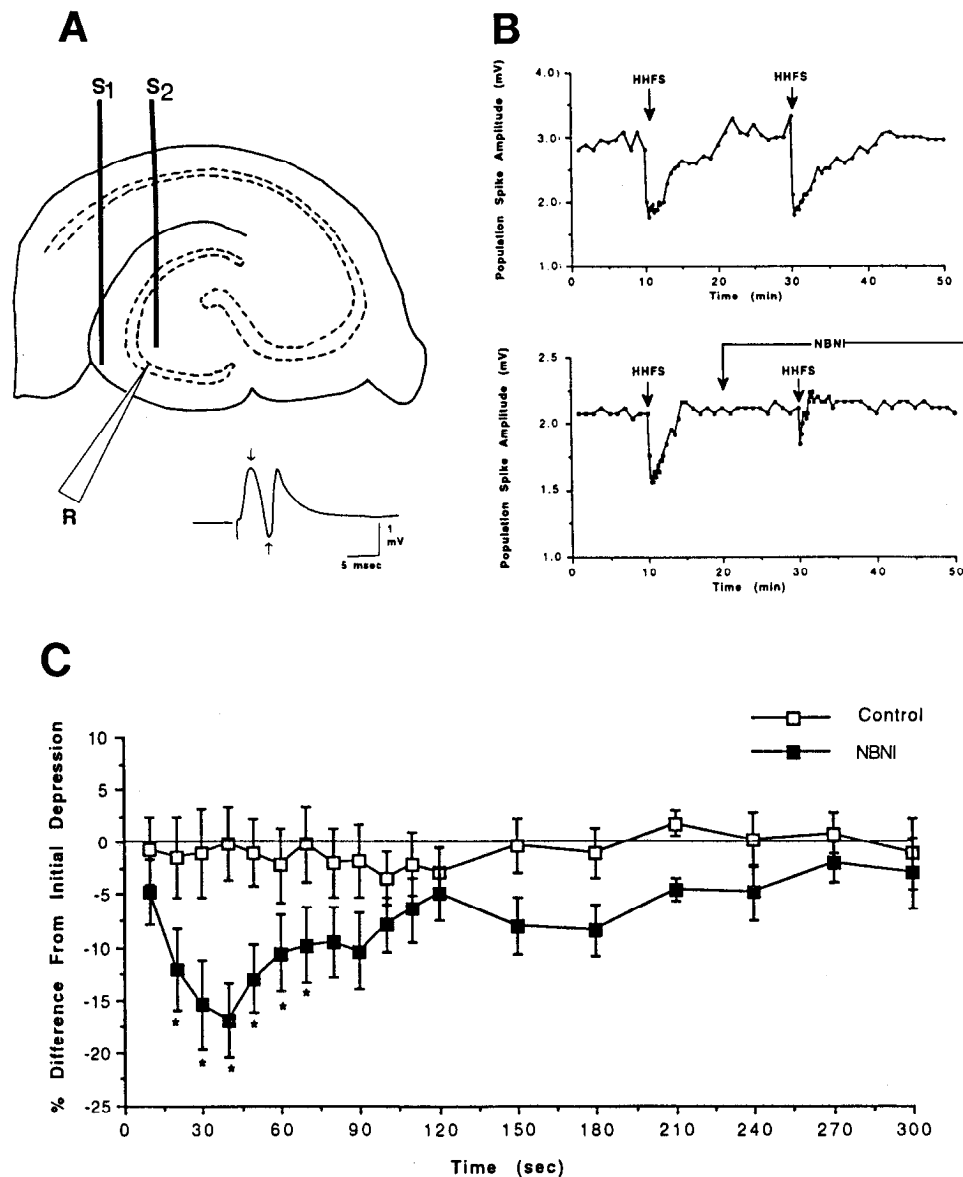 A
S1
S2
R
1
mV
5 msec
B
Population Spike Amplitude (mV)
4.0
3.0
2.0
1.0
HHFS
HHFS
0
10
20
30
40
50
Time (min)
Population Spike Amplitude (mV)
2.5
2.0
1.5
1.0
HHFS
NBNI
HHFS
0
10
20
30
40
50
Time (min)
C
Control
NBNI
% Difference From Initial Depression
10
5
0
-5
-10
-15
-20
-25
* * * * * *
0 30 60 90 120 150 180 210 240 270 300
Time (sec)